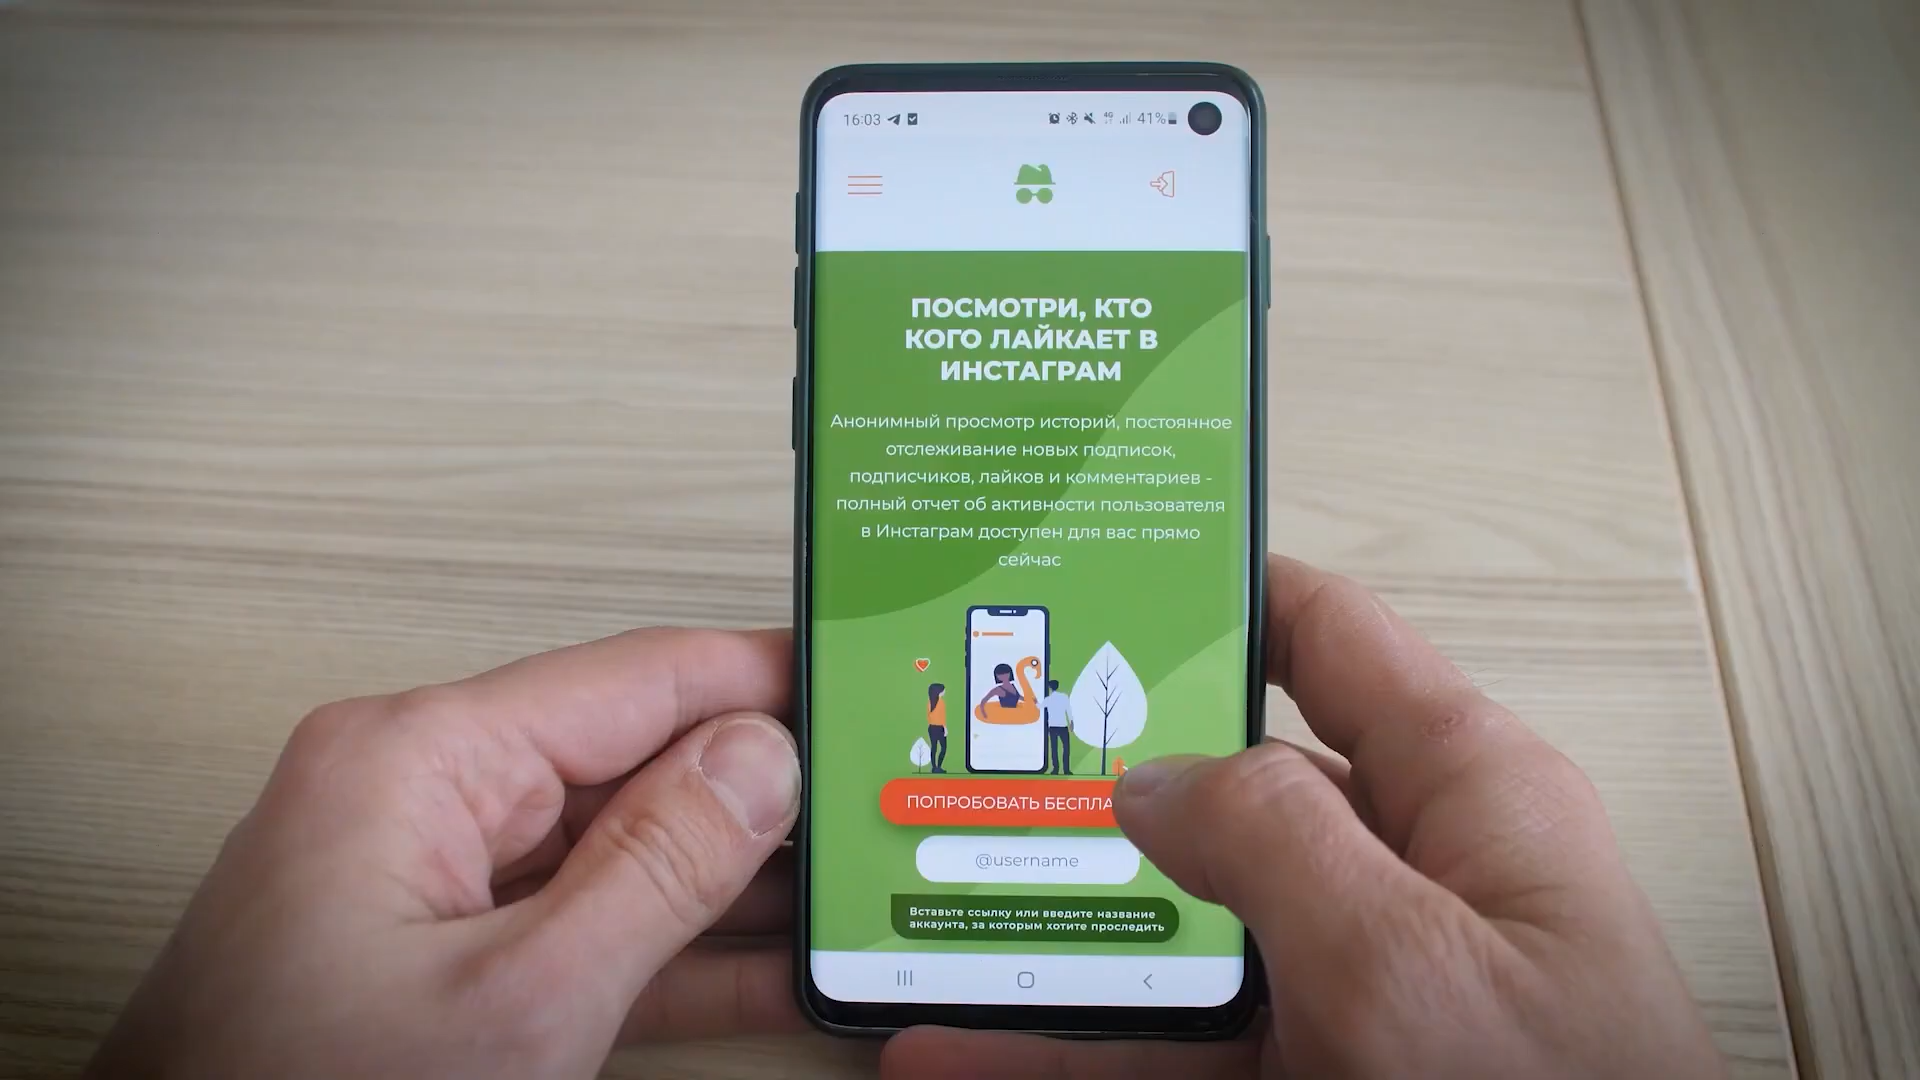 16:03
4G 41%
ПОСМОТРИ, КТО
КОГО ЛАЙКАЕТ В
ИНСТАГРАМ
Анонимный просмотр историй, постоянное
отслеживание новых подписок,
подписчиков, лайков и комментариев -
полный отчет об активности пользователя
в Инстаграм доступен для вас прямо
сейчас
ПОПРОБОВАТЬ
@username
Вставьте ссылку или введите название
аккаунта, за которым хотите проследить